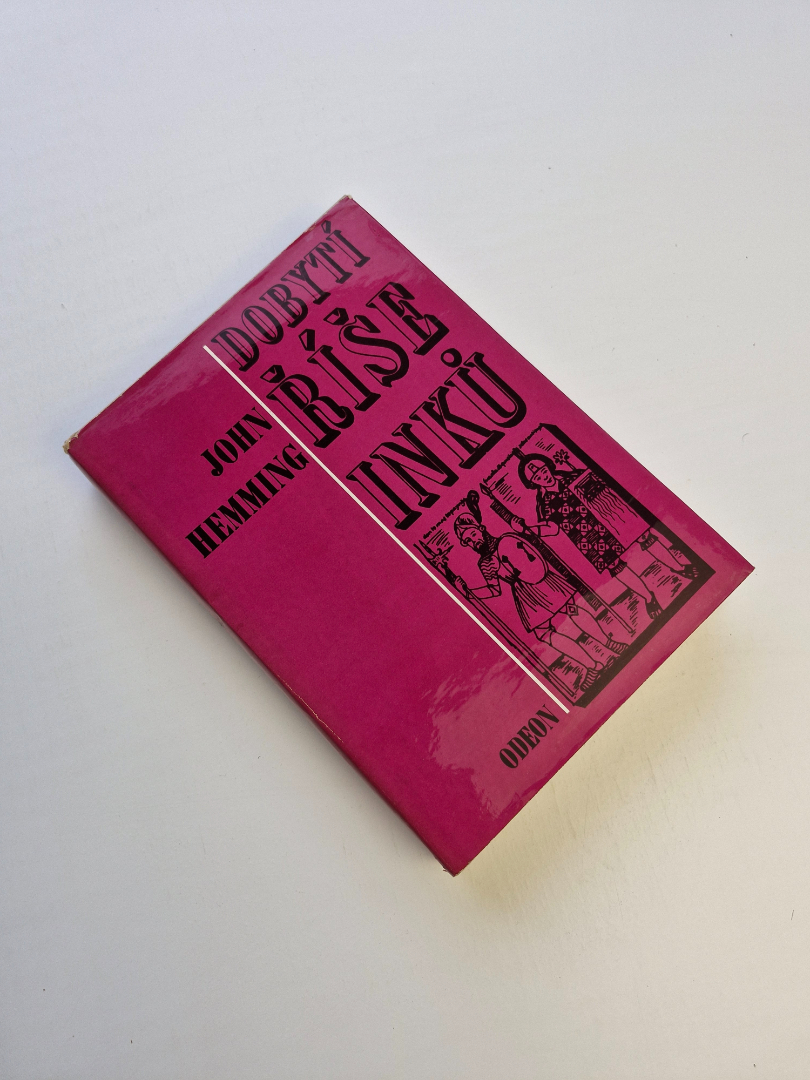 DOBYTÍ
ŘÍŠE
INKŮ
JOHN
HEMMING
ODEON